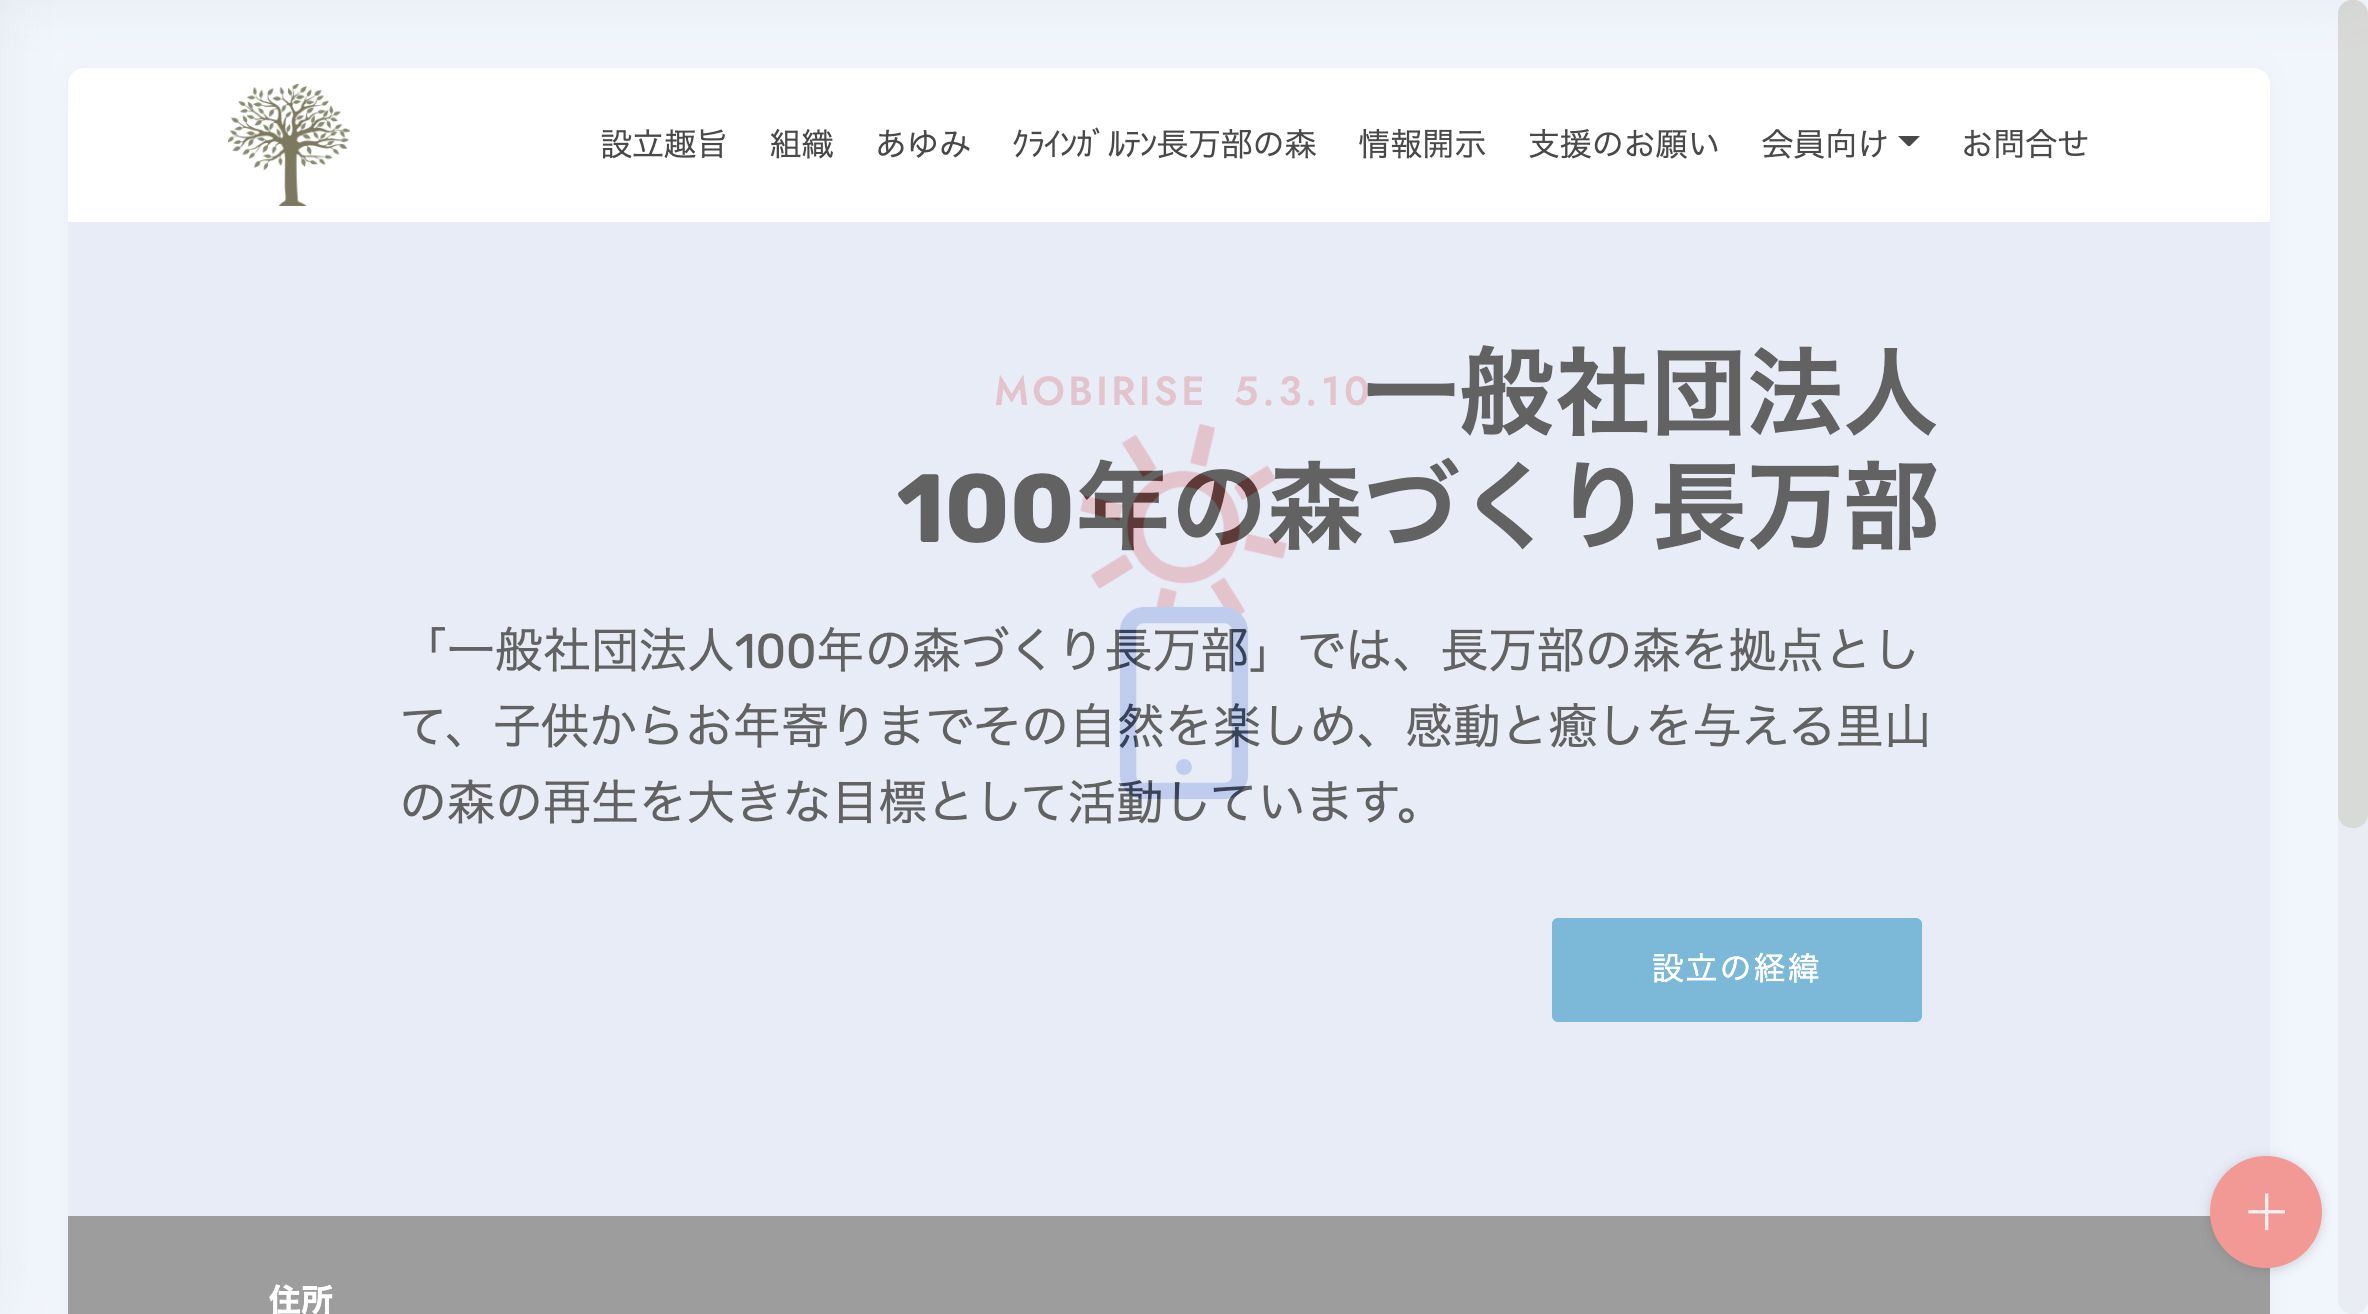 設立趣旨 組織 あゆみ ｸﾗｲﾝｶﾞﾙﾃﾝ長万部の森 情報開示 支援のお願い 会員向け お問合せ
MOBIRISE 5.3.10
一般社団法人
100年の森づくり長万部
「一般社団法人100年の森づくり長万部」では、長万部の森を拠点とし
て、子供からお年寄りまでその自然を楽しめ、感動と癒しを与える里山
の森の再生を大きな目標として活動しています。
設立の経緯
住所